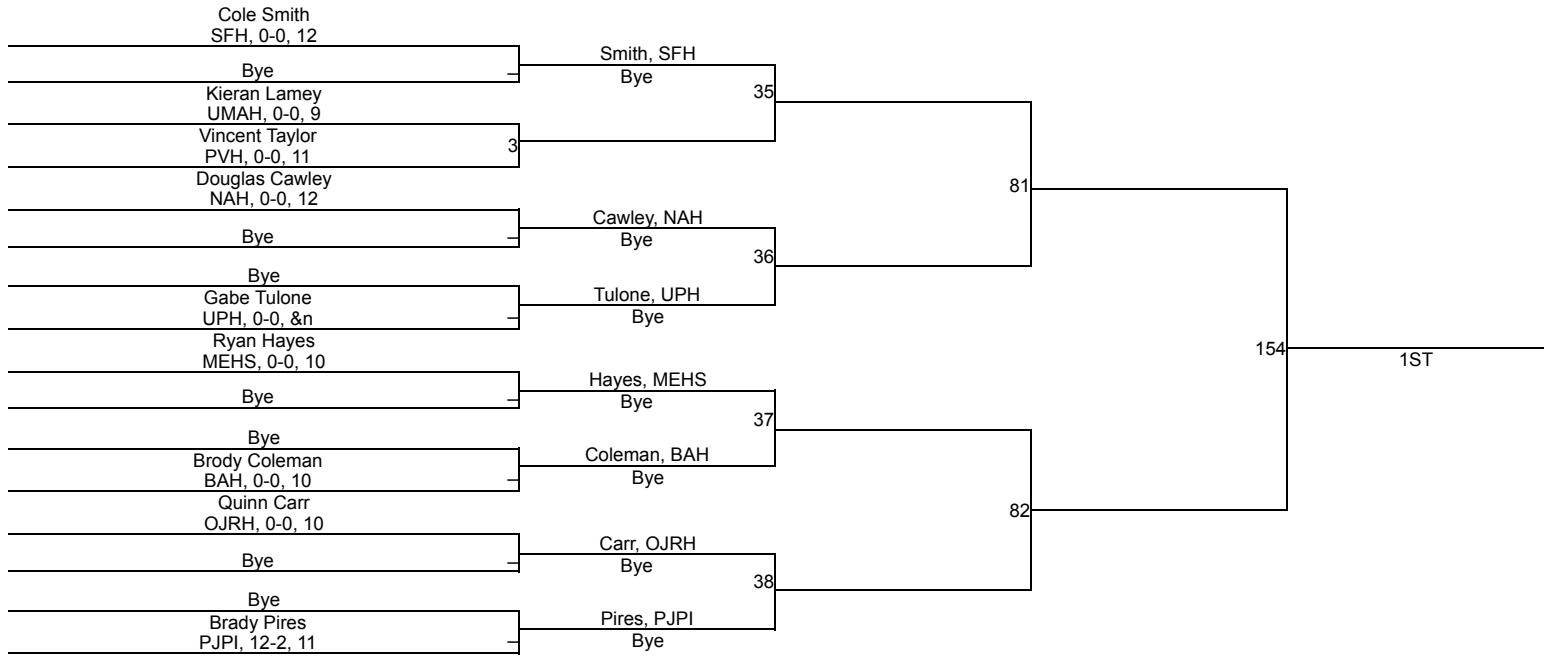 Cole Smith
SFH, 0-0, 12
Bye
Kieran Lamey
UMAH, 0-0, 9
Vincent Taylor
PVH, 0-0, 11
3
Douglas Cawley
NAH, 0-0, 12
Bye
Bye
Gabe Tulone
UPH, 0-0, &n
Ryan Hayes
MEHS, 0-0, 10
Bye
Bye
Brody Coleman
BAH, 0-0, 10
Quinn Carr
OJRH, 0-0, 10
Bye
Bye
Brady Pires
PJPI, 12-2, 11
Smith, SFH
Bye
35
Cawley, NAH
Bye
36
Tulone, UPH
Bye
Hayes, MEHS
Bye
37
Coleman, BAH
Bye
Carr, OJRH
Bye
38
Pires, PJPI
Bye
81
82
154
1ST